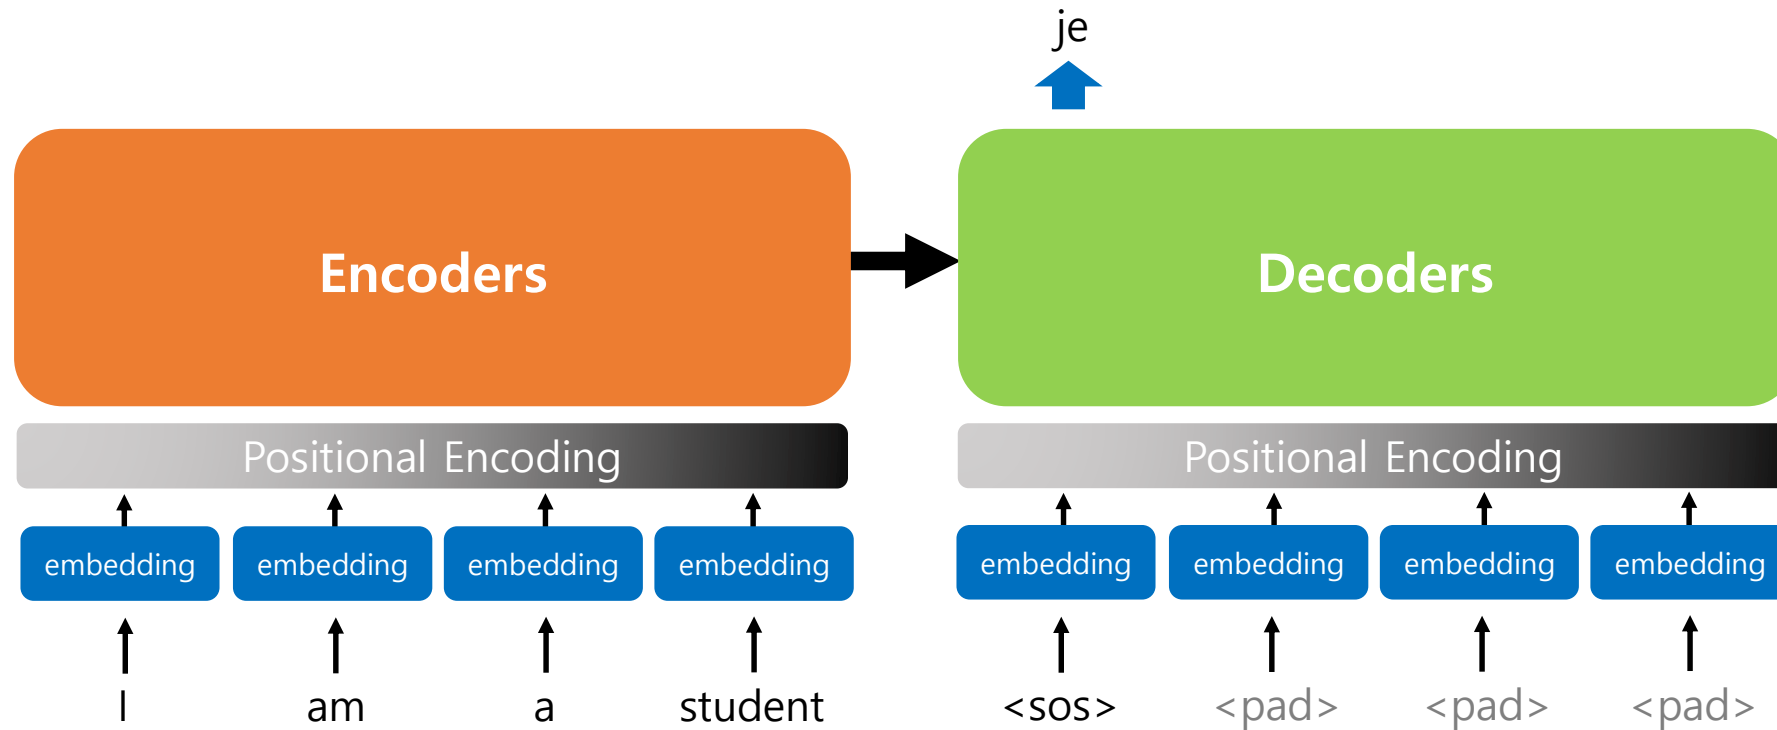 je
Encoders
Decoders
Positional Encoding
Positional Encoding
embedding embedding embedding embedding
embedding embedding embedding embedding
I am a student
<sos> <pad> <pad> <pad>